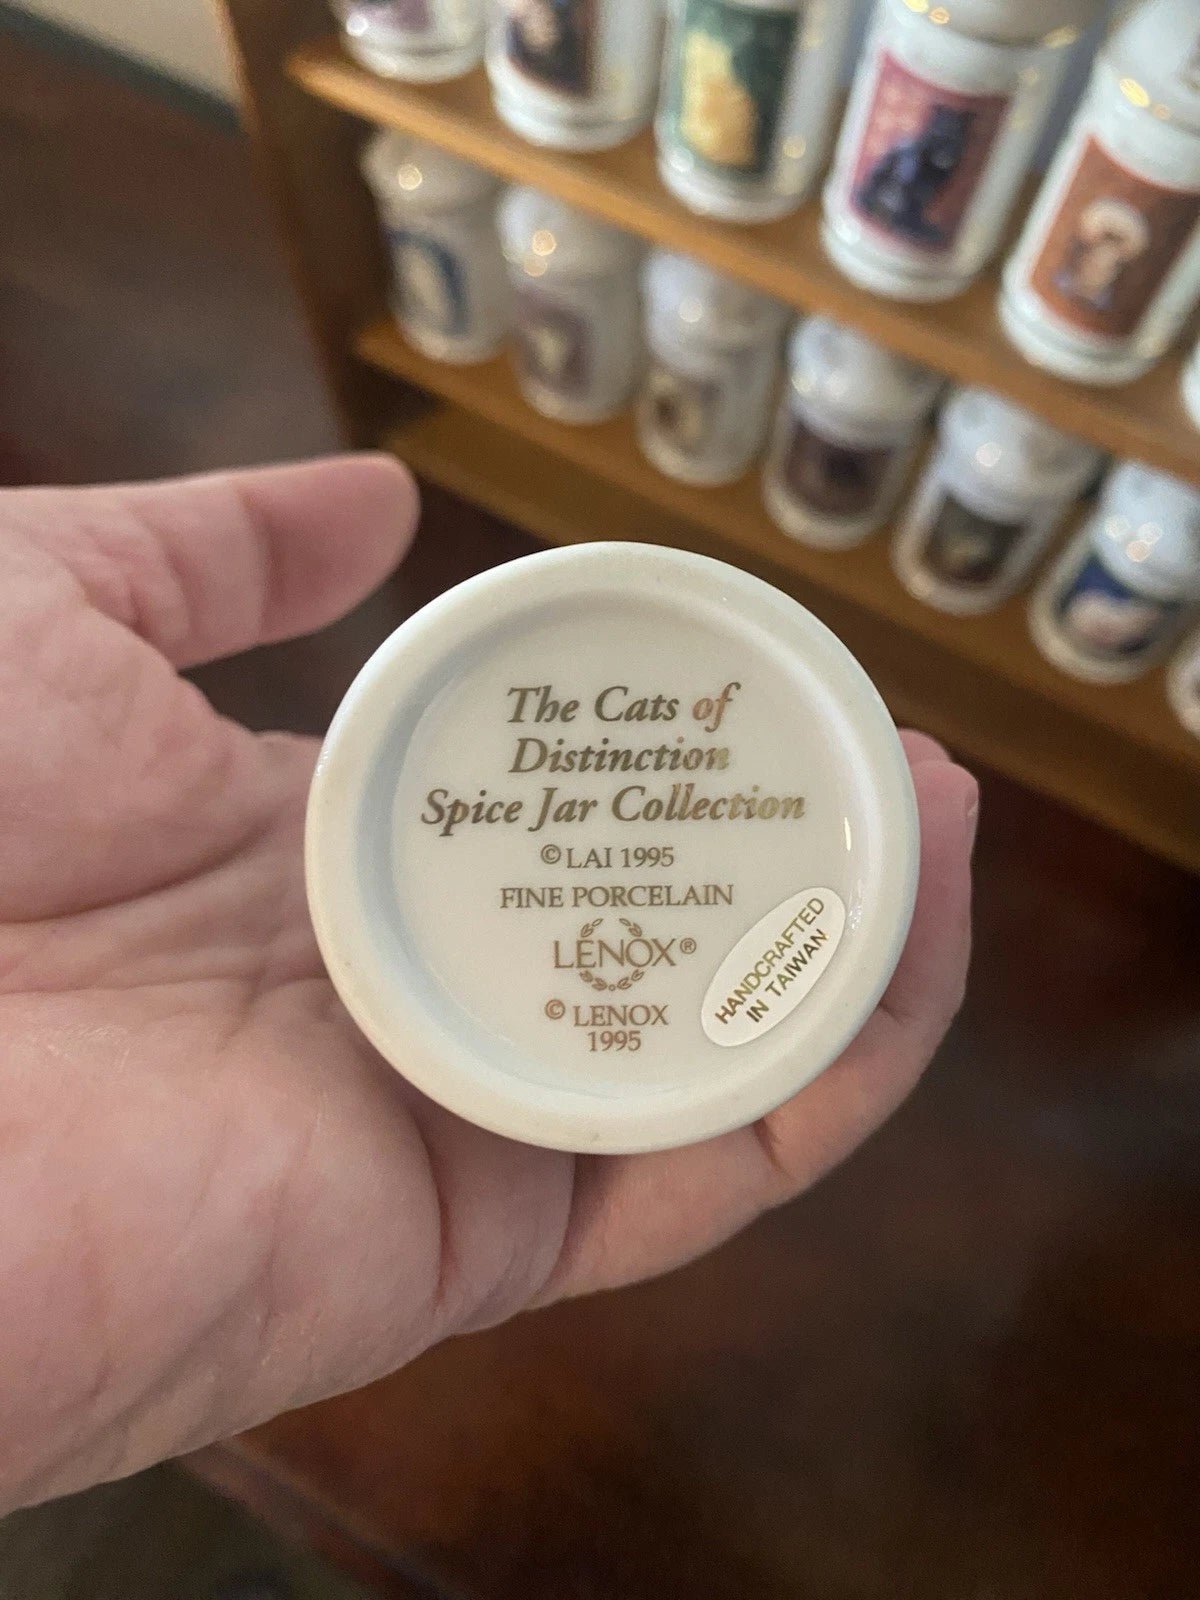 The Cats of
Distinction
Spice Jar Collection
© LAI 1995
FINE PORCELAIN
LENOX®
© LENOX
1995
HANDCRAFTED
IN TAIWAN